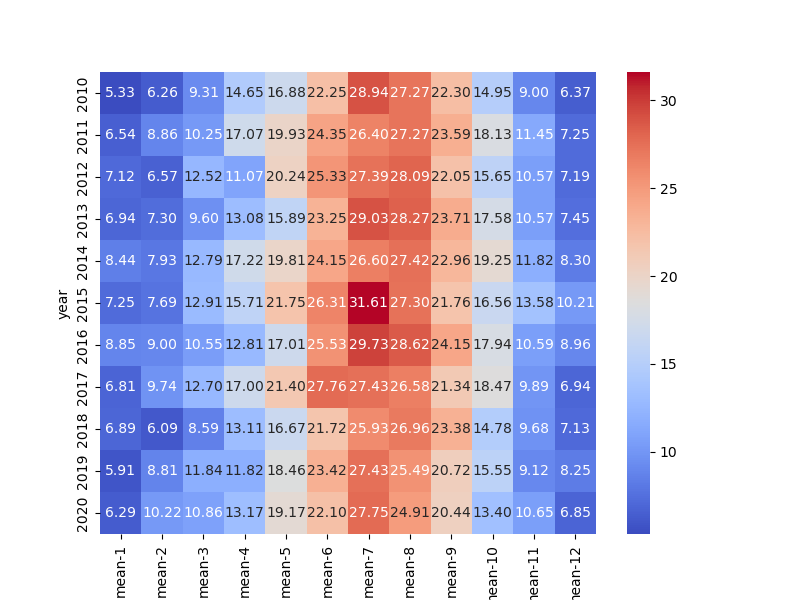 2010 5.33 6.26 9.31 14.65 16.88 22.25 28.94 27.27 22.30 14.95 9.00 6.37
2011 6.54 8.86 10.25 17.07 19.93 24.35 26.40 27.27 23.59 18.13 11.45 7.25
2012 7.12 6.57 12.52 11.07 20.24 25.33 27.39 28.09 22.05 15.65 10.57 7.19
2013 6.94 7.30 9.60 13.08 15.89 23.25 29.03 28.27 23.71 17.58 10.57 7.45
2014 8.44 7.93 12.79 17.22 19.81 24.15 26.60 27.42 22.96 19.25 11.82 8.30
2015 7.25 7.69 12.91 15.71 21.75 26.31 31.61 27.30 21.76 16.56 13.58 10.21
2016 8.85 9.00 10.55 12.81 17.01 25.53 29.73 28.62 24.15 17.94 10.59 8.96
2017 6.81 9.74 12.70 17.00 21.40 27.76 27.43 26.58 21.34 18.47 9.89 6.94
2018 6.89 6.09 8.59 13.11 16.67 21.72 25.93 26.96 23.38 14.78 9.68 7.13
2019 5.91 8.81 11.84 11.82 18.46 23.42 27.43 25.49 20.72 15.55 9.12 8.25
2020 6.29 10.22 10.86 13.17 19.17 22.10 27.75 24.91 20.44 13.40 10.65 6.85
mean-1 mean-2 mean-3 mean-4 mean-5 mean-6 mean-7 mean-8 mean-9 mean-10 mean-11 mean-12
year
30
25
20
15
10